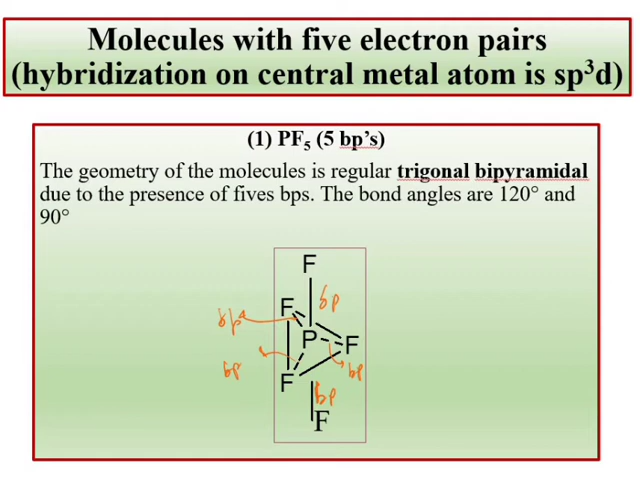 Molecules with five electron pairs
(hybridization on central metal atom is sp³d)
(1) PF₅ (5 bp's)
The geometry of the molecules is regular trigonal bipyramidal
due to the presence of fives bps. The bond angles are 120° and
90°
F
F bp
bp
P F
bp bp
F bp
F